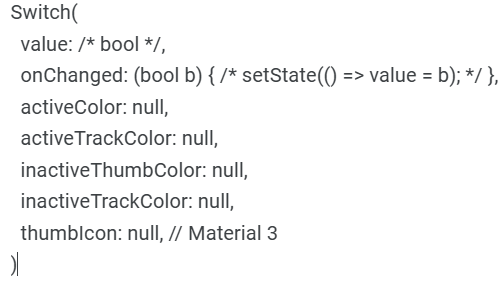 Switch(
value: /* bool */,
onChanged: (bool b) { /* setState(() => value = b); */ },
activeColor: null,
activeTrackColor: null,
inactiveThumbColor: null,
inactiveTrackColor: null,
thumbIcon: null, // Material 3
)